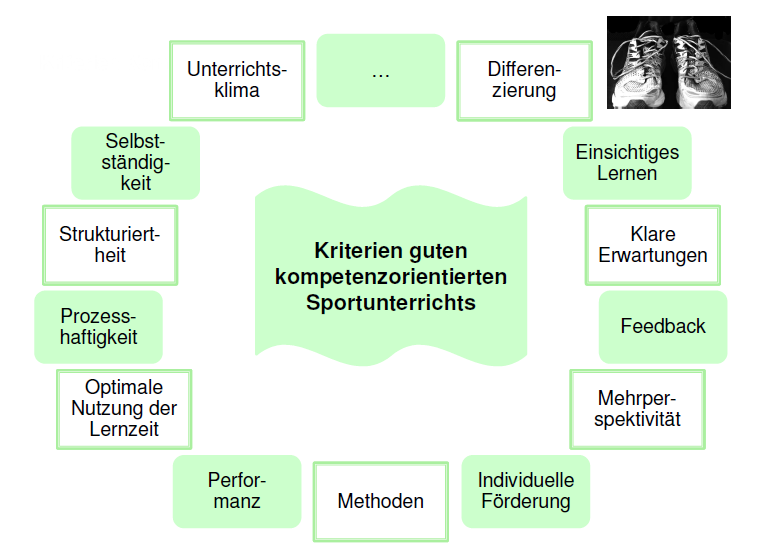 Unterrichts-
klima
...
Differen-
zierung
Selbst-
ständig-
keit
Einsichtiges
Lernen
Strukturiert-
heit
Kriterien guten
kompetenzorientierten
Sportunterrichts
Klare
Erwartungen
Prozess-
haftigkeit
Feedback
Optimale
Nutzung der
Lernzeit
Mehrper-
spektivität
Perfor-
manz
Methoden
Individuelle
Förderung